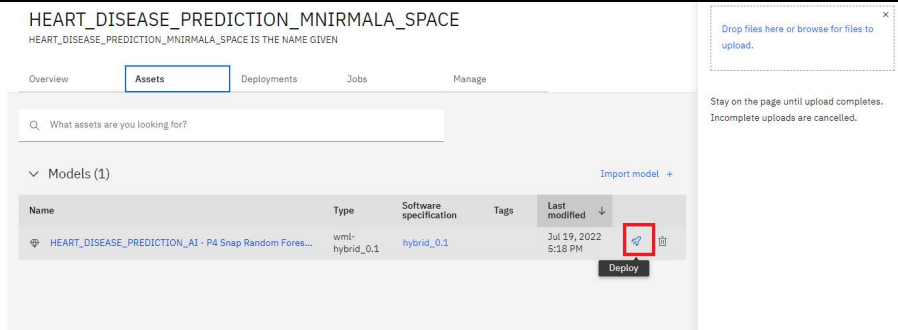 HEART_DISEASE_PREDICTION_MNIRMALA_SPACE
HEART_DISEASE_PREDICTION_MNIRMALA_SPACE IS THE NAME GIVEN
Overview Assets Deployments Jobs Manage
What assets are you looking for?
Models (1)
Import model +
Name Type Software specification Tags Last modified
HEART_DISEASE_PREDICTION_AI - P4 Snap Random Fores... wml-hybrid_0.1 hybrid_0.1 Jul 19, 2022 5:18 PM
Deploy
Drop files here or browse for files to
upload.
Stay on the page until upload completes.
Incomplete uploads are cancelled.